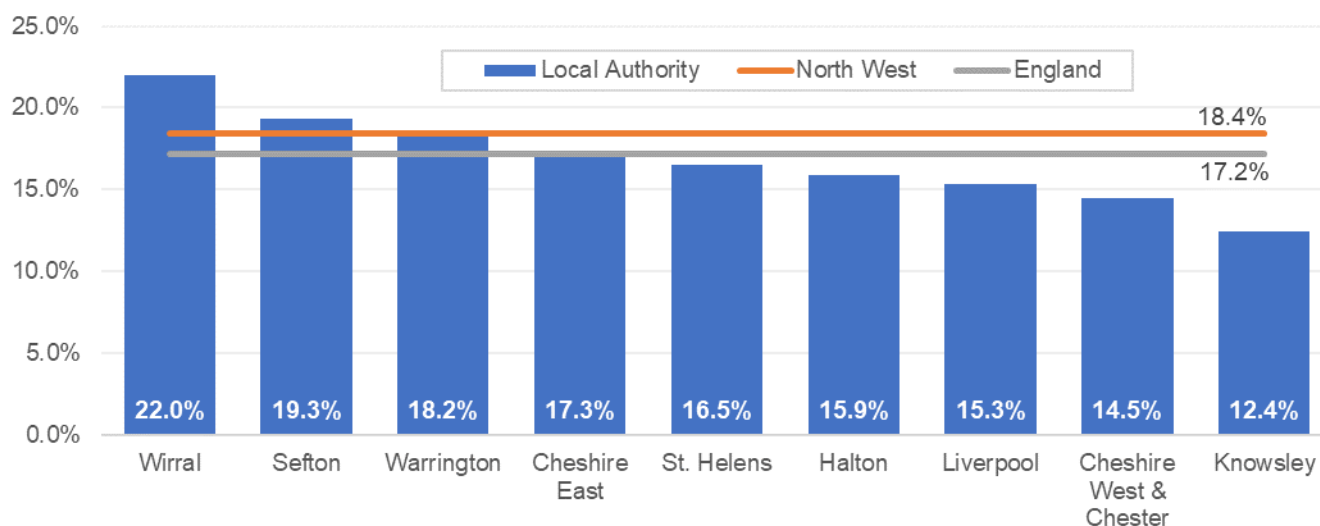 25.0%
Local Authority North West England
20.0%
18.4%
17.2%
15.0%
10.0%
5.0%
22.0% 19.3% 18.2% 17.3% 16.5% 15.9% 15.3% 14.5% 12.4%
0.0%
Wirral Sefton Warrington Cheshire St. Helens Halton Liverpool Cheshire Knowsley
East West &
Chester